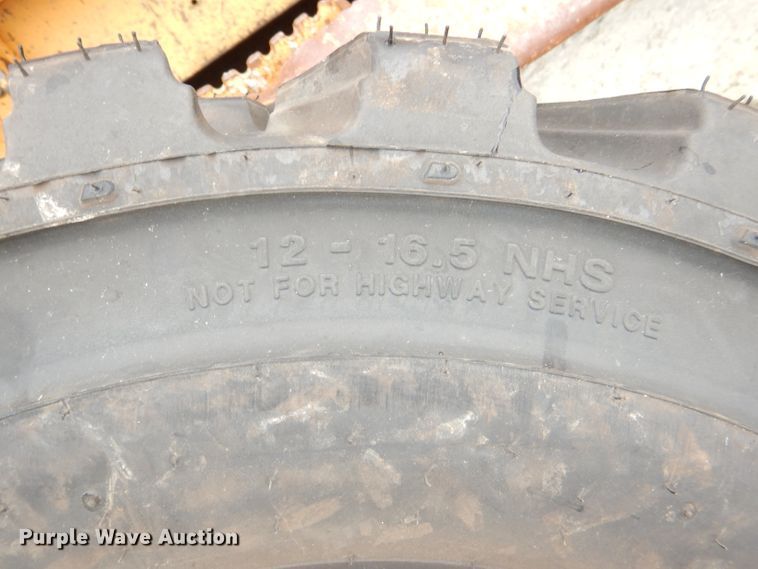 12 - 16.5 NHS
NOT FOR HIGHWAY SERVICE
Purple Wave Auction